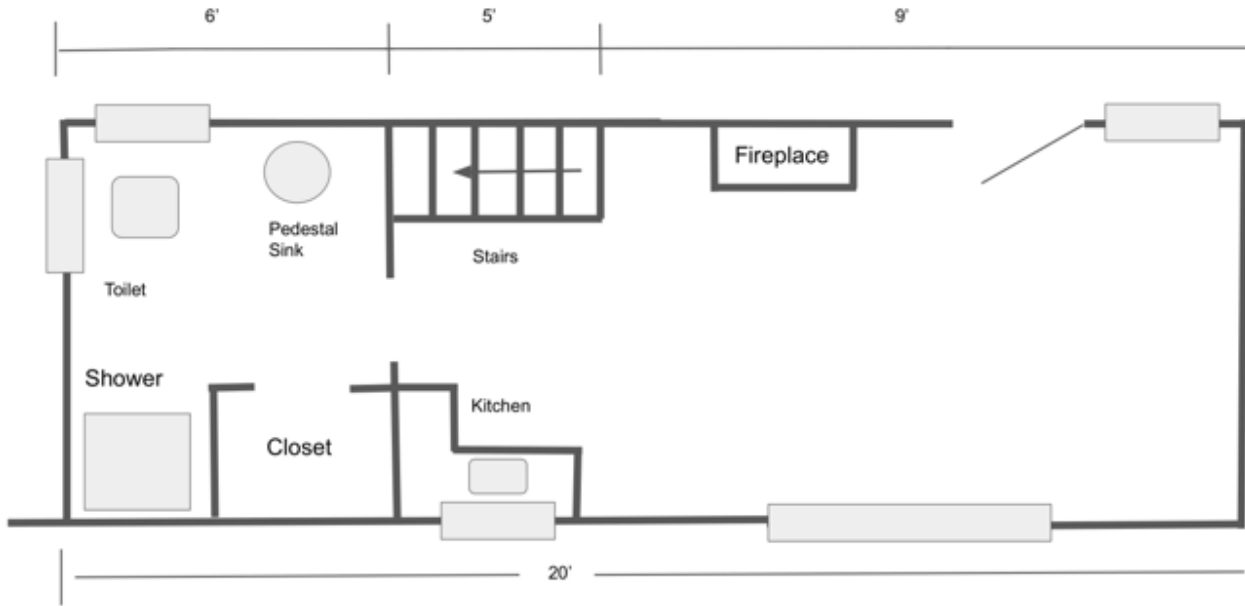 6’
5’
9’
Fireplace
Pedestal
Sink
Stairs
Toilet
Shower
Kitchen
Closet
20’